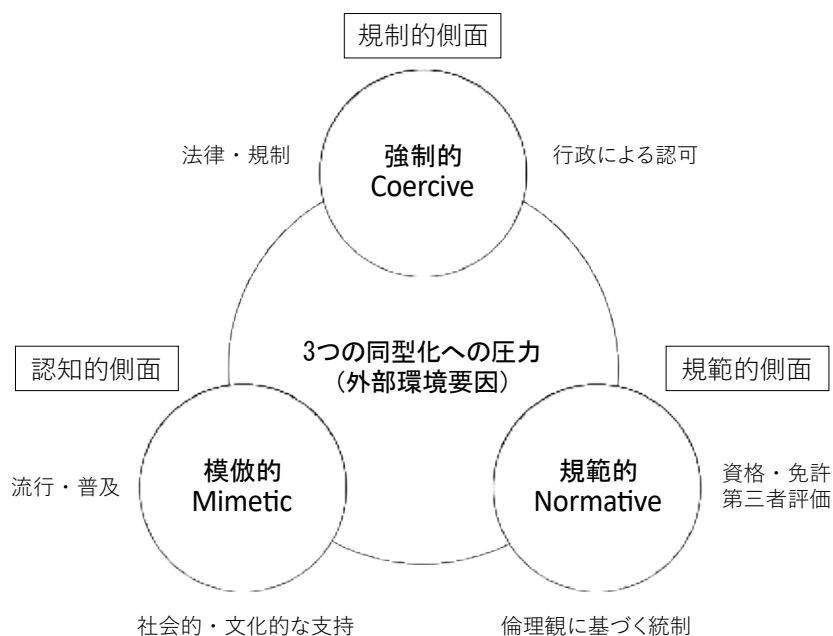 規制的側面
法律・規制
強制的
Coercive
行政による認可
3つの同型化への圧力
（外部環境要因）
認知的側面
規範的側面
模倣的
Mimetic
流行・普及
規範的
Normative
資格・免許
第三者評価
社会的・文化的な支持
倫理観に基づく統制